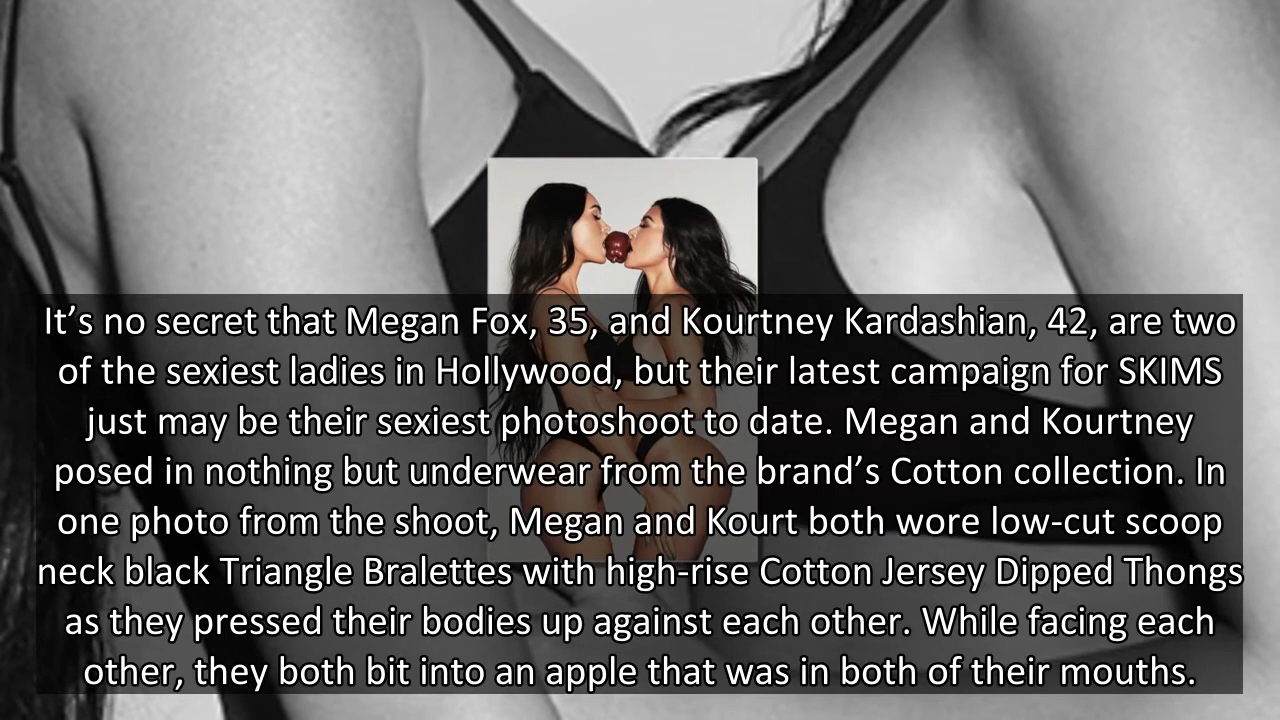 It’s no secret that Megan Fox, 35, and Kourtney Kardashian, 42, are two
of the sexiest ladies in Hollywood, but their latest campaign for SKIMS
just may be their sexiest photoshoot to date. Megan and Kourtney
posed in nothing but underwear from the brand’s Cotton collection. In
one photo from the shoot, Megan and Kourt both wore low-cut scoop
neck black Triangle Bralettes with high-rise Cotton Jersey Dipped Thongs
as they pressed their bodies up against each other. While facing each
other, they both bit into an apple that was in both of their mouths.